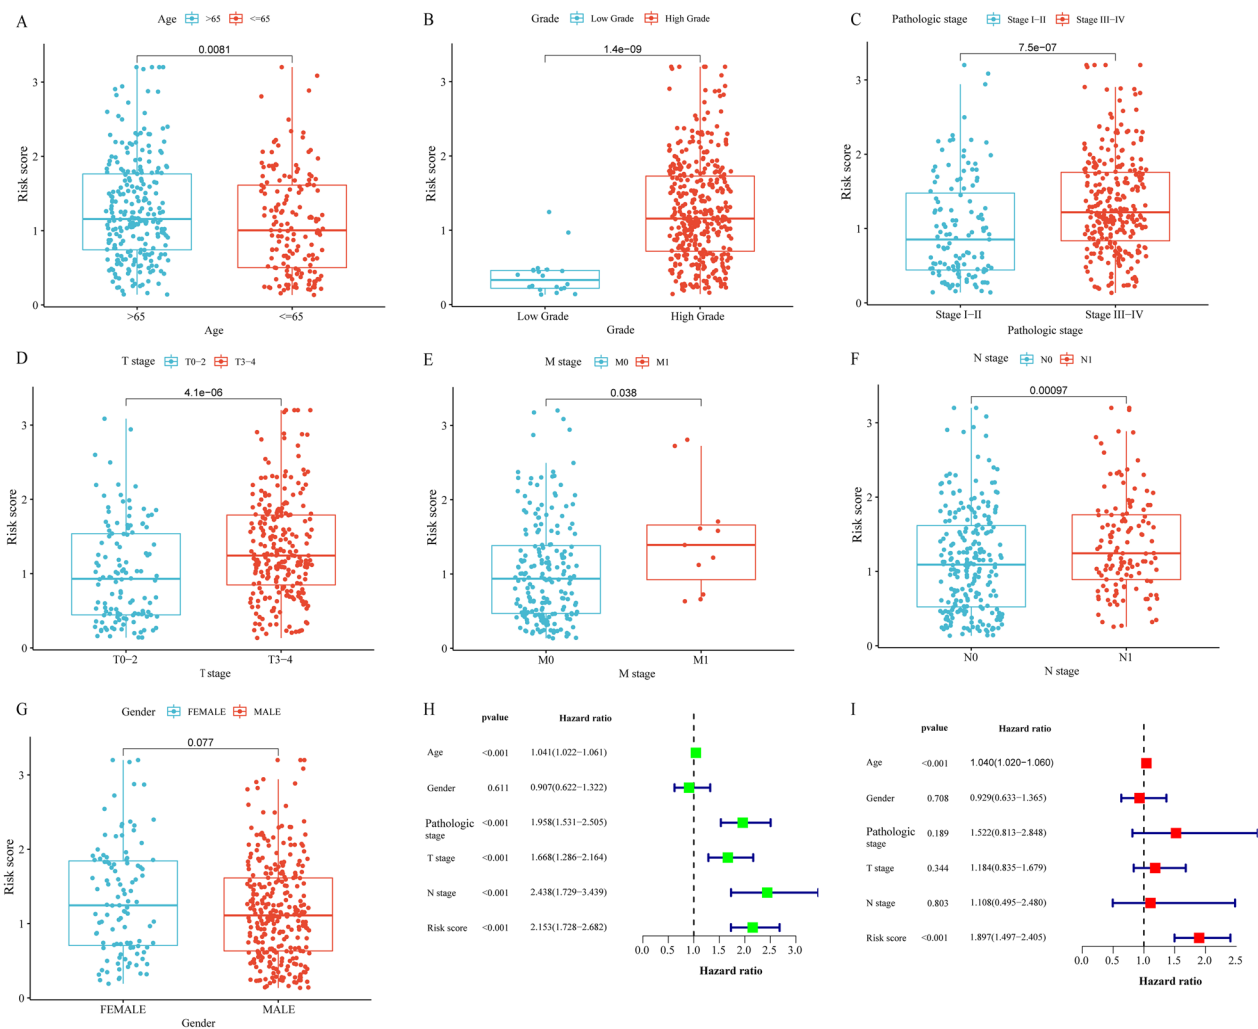 A
Age >65 <=65
0.0081
Risk score
3
2
1
0
>65 <=65
Age
B
Grade Low Grade High Grade
1.4e−09
Risk score
3
2
1
0
Low Grade High Grade
Grade
C
Pathologic stage Stage I−II Stage III−IV
7.5e−07
Risk score
3
2
1
0
Stage I−II Stage III−IV
Pathologic stage
D
T stage T0−2 T3−4
4.1e−06
Risk score
3
2
1
0
T0−2 T3−4
T stage
E
M stage M0 M1
0.038
Risk score
3
2
1
0
M0 M1
M stage
F
N stage N0 N1
0.00097
Risk score
3
2
1
0
N0 N1
N stage
G
Gender FEMALE MALE
0.077
Risk score
3
2
1
0
FEMALE MALE
Gender
H
pvalue Hazard ratio
Age <0.001 1.041(1.022−1.061)
Gender 0.611 0.907(0.622−1.322)
Pathologic
stage <0.001 1.958(1.531−2.505)
T stage <0.001 1.668(1.286−2.164)
N stage <0.001 2.438(1.729−3.439)
Risk score <0.001 2.153(1.728−2.682)
0.0 0.5 1.0 1.5 2.0 2.5 3.0
Hazard ratio
I
pvalue Hazard ratio
Age <0.001 1.040(1.020−1.060)
Gender 0.708 0.929(0.633−1.365)
Pathologic
stage 0.189 1.522(0.813−2.848)
T stage 0.344 1.184(0.835−1.679)
N stage 0.803 1.108(0.495−2.480)
Risk score <0.001 1.897(1.497−2.405)
0.0 0.5 1.0 1.5 2.0 2.5
Hazard ratio